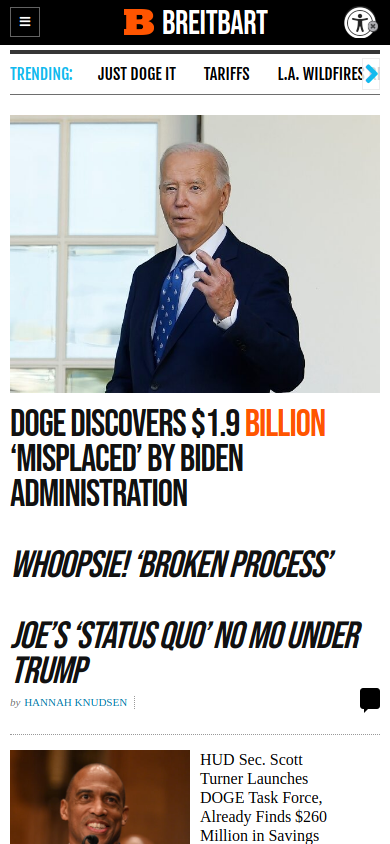 BREITBART
TRENDING: JUST DOGE IT TARIFFS L.A. WILDFIRES
DOGE DISCOVERS $1.9 BILLION
‘MISPLACED’ BY BIDEN
ADMINISTRATION
WHOOPSIE! ‘BROKEN PROCESS’
JOE’S ‘STATUS QUO’ NO MO UNDER
TRUMP
by HANNAH KNUDSEN
HUD Sec. Scott
Turner Launches
DOGE Task Force,
Already Finds $260
Million in Savings